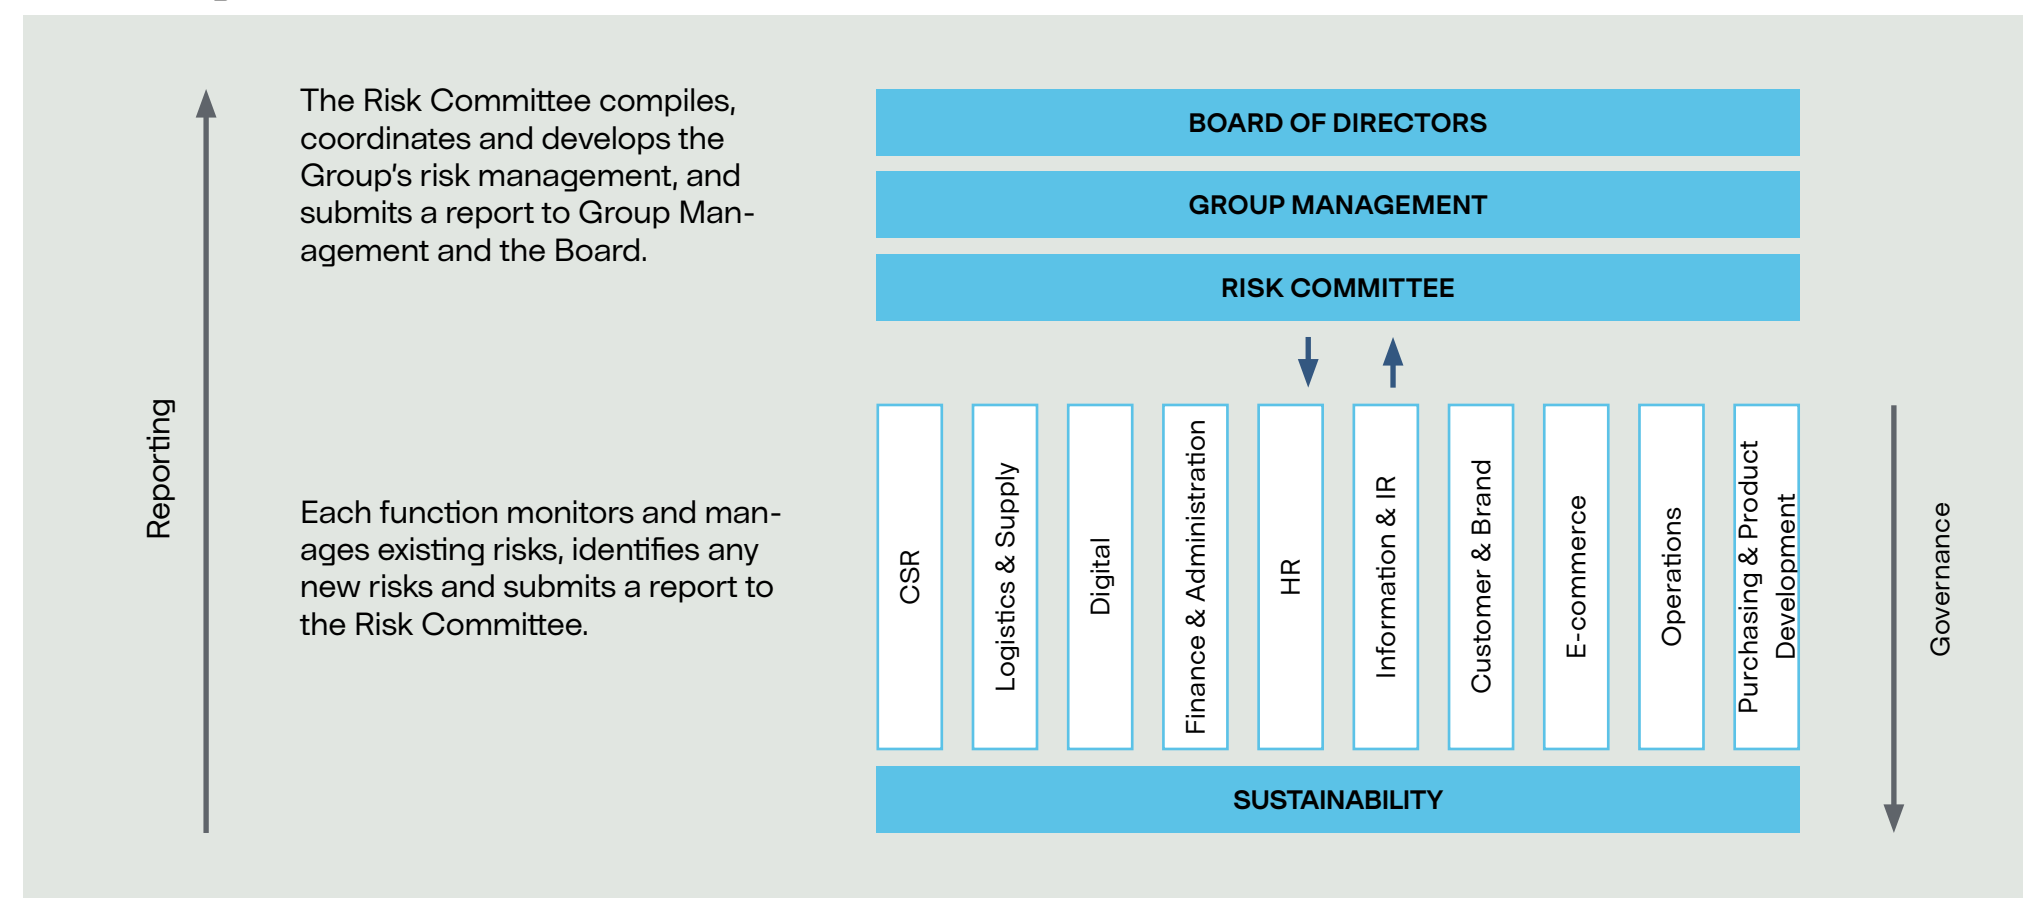 The Risk Committee compiles,
coordinates and develops the
Group's risk management, and
submits a report to Group Man-
agement and the Board.
BOARD OF DIRECTORS
GROUP MANAGEMENT
RISK COMMITTEE
Reporting
Each function monitors and man-
ages existing risks, identifies any
new risks and submits a report to
the Risk Committee.
CSR
Logistics & Supply
Digital
Finance & Administration
HR
Information & IR
Customer & Brand
E-commerce
Operations
Purchasing & Product
Development
Governance
SUSTAINABILITY